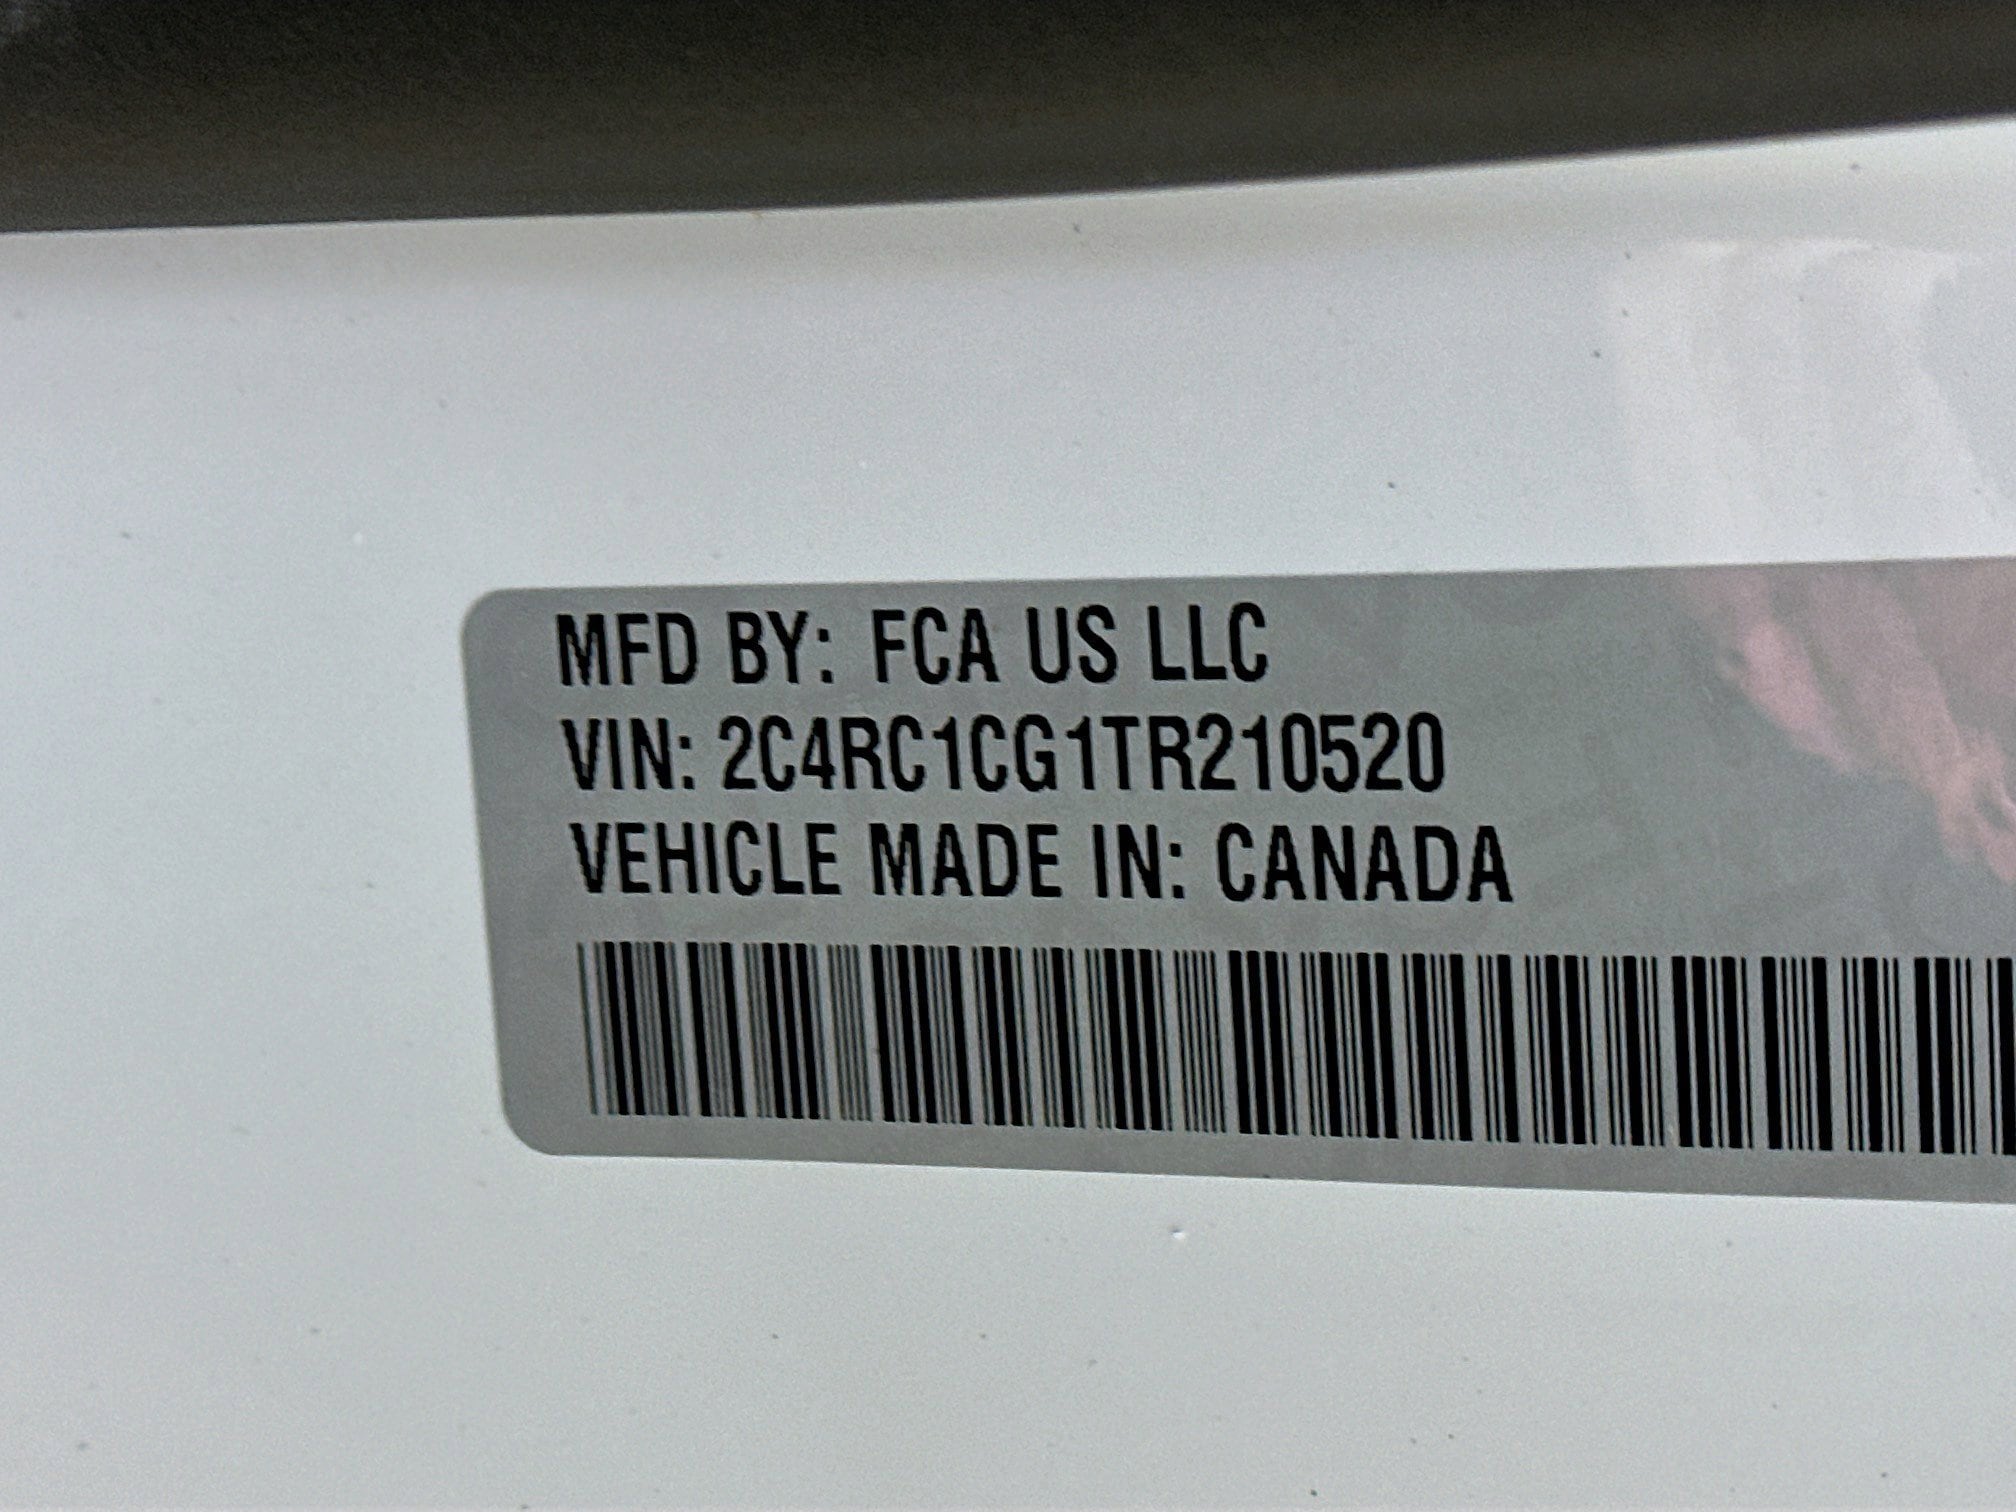 MFD BY: FCA US LLC
VIN: 2C4RC1CG1TR210520
VEHICLE MADE IN: CANADA